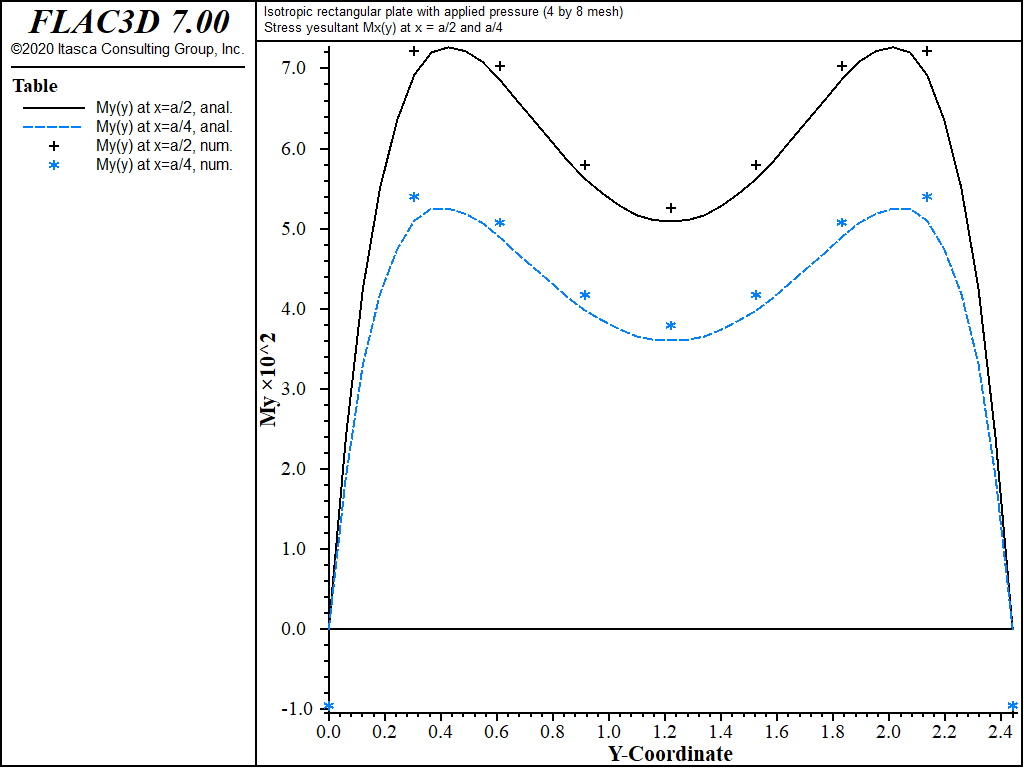 FLAC3D 7.00
©2020 Itasca Consulting Group, Inc.
Table
My(y) at x=a/2, anal.
My(y) at x=a/4, anal.
My(y) at x=a/2, num.
My(y) at x=a/4, num.
Isotropic rectangular plate with applied pressure (4 by 8 mesh)
Stress yesultant Mx(y) at x = a/2 and a/4
7.0
6.0
5.0
4.0
3.0
2.0
1.0
0.0
-1.0
My ×10^2
0.0 0.2 0.4 0.6 0.8 1.0 1.2 1.4 1.6 1.8 2.0 2.2 2.4
Y-Coordinate